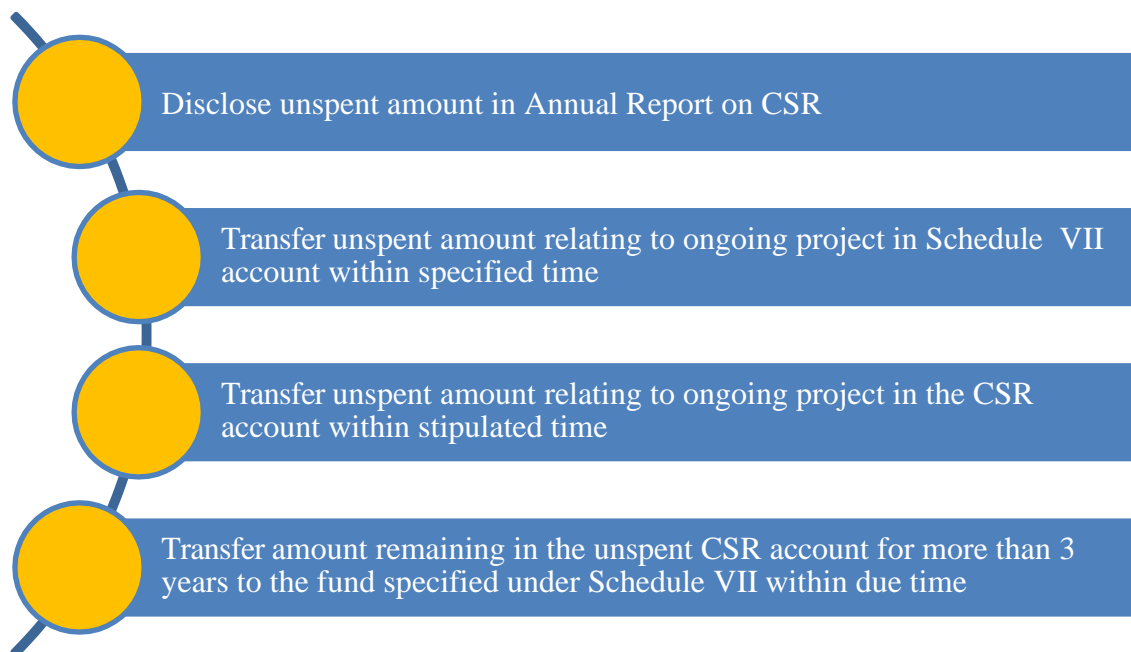 Disclose unspent amount in Annual Report on CSR
Transfer unspent amount relating to ongoing project in Schedule VII
account within specified time
Transfer unspent amount relating to ongoing project in the CSR
account within stipulated time
Transfer amount remaining in the unspent CSR account for more than 3
years to the fund specified under Schedule VII within due time